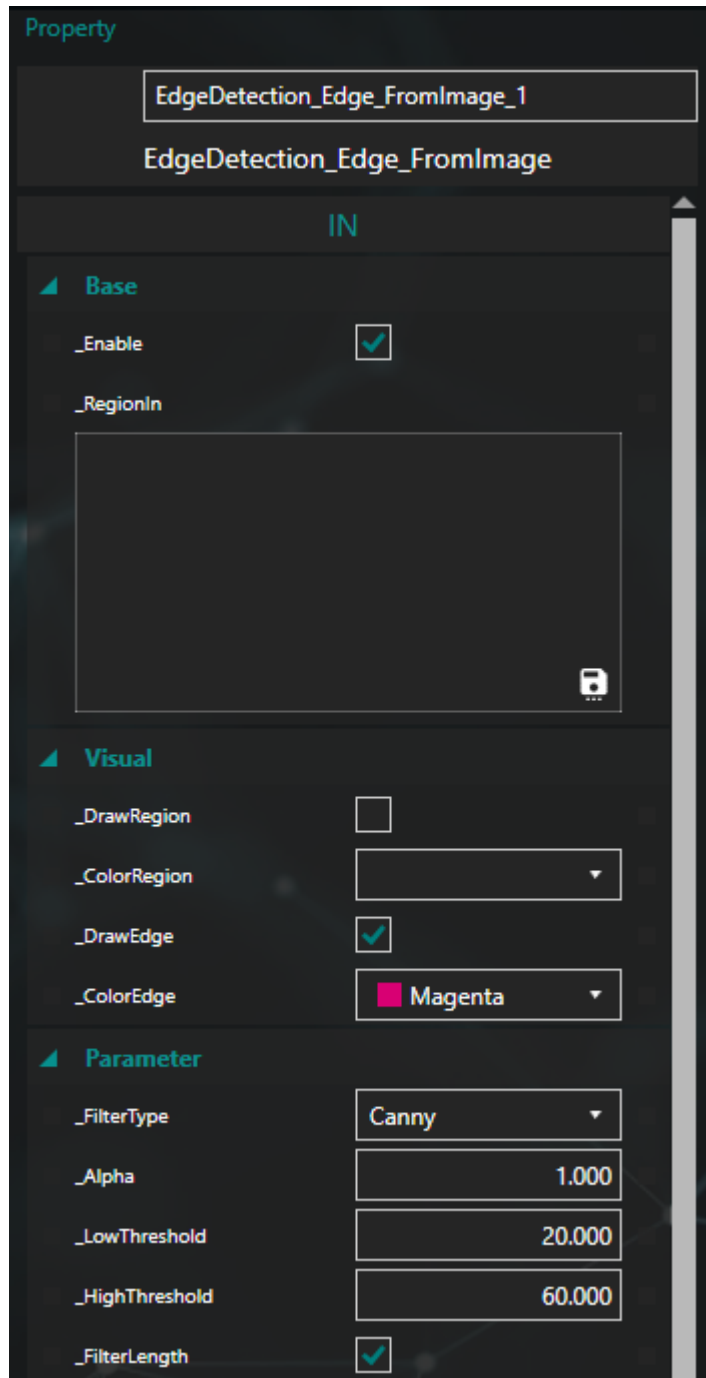 Property
EdgeDetection_Edge_FromImage_1
EdgeDetection_Edge_FromImage
IN
Base
_Enable
_RegionIn
Visual
_DrawRegion
_ColorRegion
_DrawEdge
_ColorEdge Magenta
Parameter
_FilterType Canny
_Alpha 1.000
_LowThreshold 20.000
_HighThreshold 60.000
_FilterLength